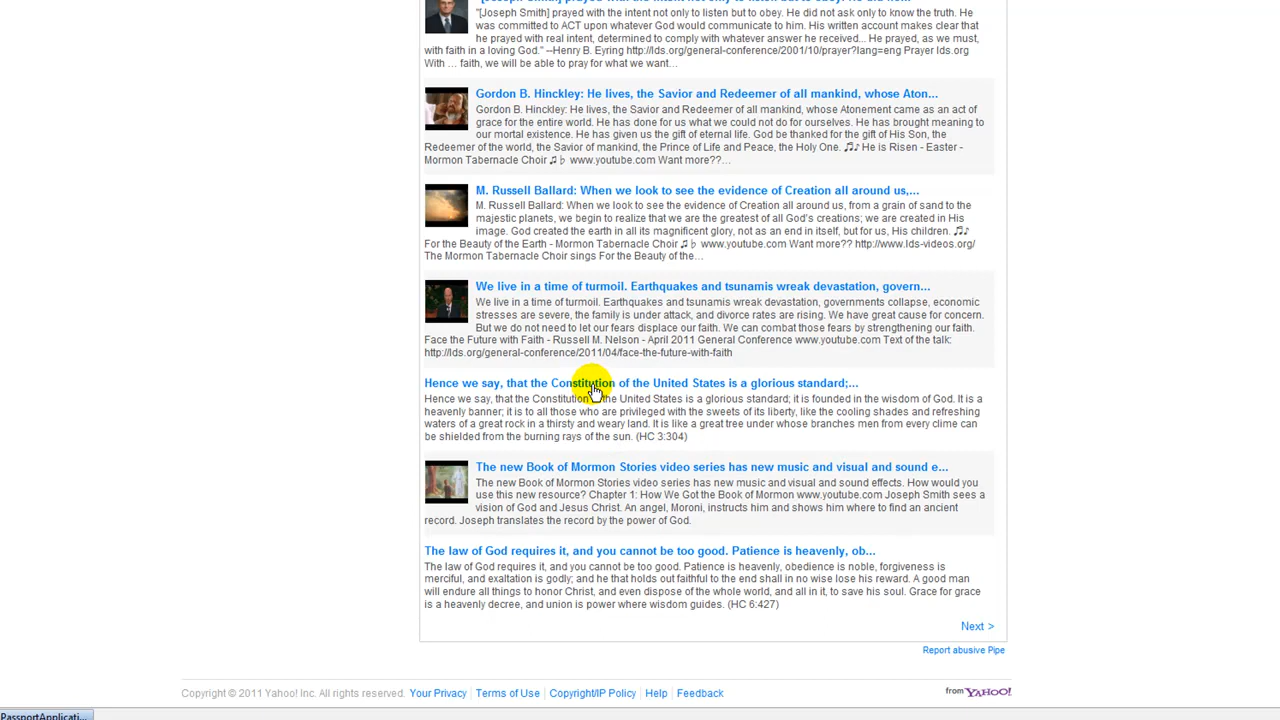 "[Joseph Smith] prayed with the intent not only to listen but to obey. He did n...
"[Joseph Smith] prayed with the intent not only to listen but to obey. He did not ask only to know the truth. He
was committed to ACT upon whatever God would communicate to him. His written account makes clear that
he prayed with real intent, determined to comply with whatever answer he received... He prayed, as we must,
with faith in a loving God." --Henry B. Eyring http://lds.org/general-conference/2001/10/prayer?lang=eng Prayer lds.org
With … faith, we will be able to pray for what we want…
Gordon B. Hinckley: He lives, the Savior and Redeemer of all mankind, whose Aton...
Gordon B. Hinckley: He lives, the Savior and Redeemer of all mankind, whose Atonement came as an act of
grace for the entire world. He has done for us what we could not do for ourselves. He has brought meaning to
our mortal existence. He has given us the gift of eternal life. God be thanked for the gift of His Son, the
Redeemer of the world, the Savior of mankind, the Prince of Life and Peace, the Holy One. ♫♪ He is Risen - Easter -
Mormon Tabernacle Choir ♫ ♭ www.youtube.com Want more??…
M. Russell Ballard: When we look to see the evidence of Creation all around us,...
M. Russell Ballard: When we look to see the evidence of Creation all around us, from a grain of sand to the
majestic planets, we begin to realize that we are the greatest of all God's creations; we are created in His
image. God created the earth in all its magnificent glory, not as an end in itself, but for us, His children. ♫♪
For the Beauty of the Earth - Mormon Tabernacle Choir ♫ ♭ www.youtube.com Want more?? http://www.lds-videos.org/
The Mormon Tabernacle Choir sings For the Beauty of the…
We live in a time of turmoil. Earthquakes and tsunamis wreak devastation, govern...
We live in a time of turmoil. Earthquakes and tsunamis wreak devastation, governments collapse, economic
stresses are severe, the family is under attack, and divorce rates are rising. We have great cause for concern.
But we do not need to let our fears displace our faith. We can combat those fears by strengthening our faith.
Face the Future with Faith - Russell M. Nelson - April 2011 General Conference www.youtube.com Text of the talk:
http://lds.org/general-conference/2011/04/face-the-future-with-faith
Hence we say, that the Constitution of the United States is a glorious standard;...
Hence we say, that the Constitution of the United States is a glorious standard; it is founded in the wisdom of God. It is a
heavenly banner; it is to all those who are privileged with the sweets of its liberty, like the cooling shades and refreshing
waters of a great rock in a thirsty and weary land. It is like a great tree under whose branches men from every clime can
be shielded from the burning rays of the sun. (HC 3:304)
The new Book of Mormon Stories video series has new music and visual and sound e...
The new Book of Mormon Stories video series has new music and visual and sound effects. How would you
use this new resource? Chapter 1: How We Got the Book of Mormon www.youtube.com Joseph Smith sees a
vision of God and Jesus Christ. An angel, Moroni, instructs him and shows him where to find an ancient
record. Joseph translates the record by the power of God.
The law of God requires it, and you cannot be too good. Patience is heavenly, ob...
The law of God requires it, and you cannot be too good. Patience is heavenly, obedience is noble, forgiveness is
merciful, and exaltation is godly; and he that holds out faithful to the end shall in no wise lose his reward. A good man
will endure all things to honor Christ, and even dispose of the whole world, and all in it, to save his soul. Grace for grace
is a heavenly decree, and union is power where wisdom guides. (HC 6:427)
Next >
Report abusive Pipe
Copyright © 2011 Yahoo! Inc. All rights reserved. Your Privacy | Terms of Use | Copyright/IP Policy | Help | Feedback
from YAHOO!
PassportApplicati...